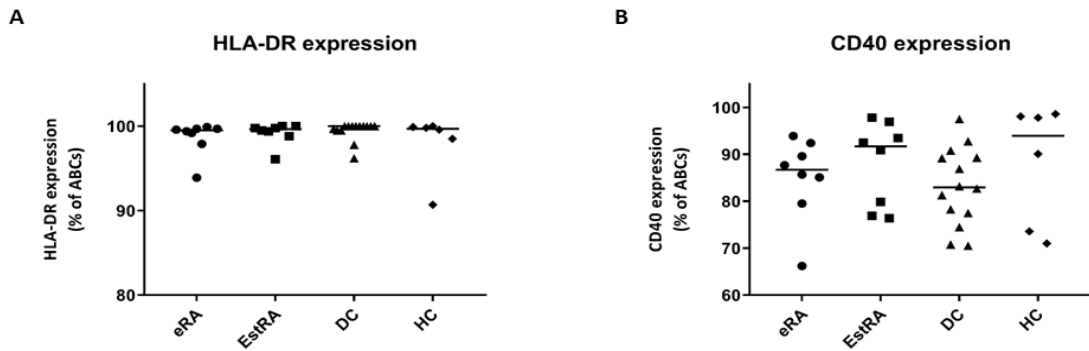 A
HLA-DR expression
HLA-DR expression
(% of ABCs)
100
90
80
eRA
EstRA
DC
HC
B
CD40 expression
CD40 expression
(% of ABCs)
100
90
80
70
60
eRA
EstRA
DC
HC